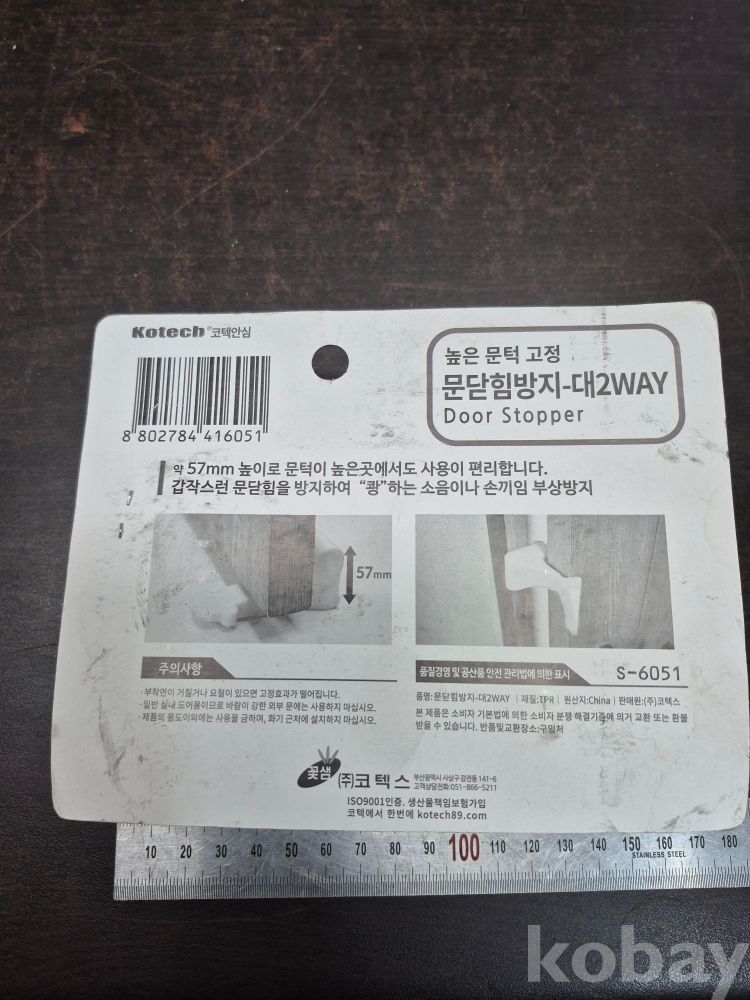 Kotech®코텍안심
8 802784 416051
높은 문턱 고정
문닫힘방지-대2WAY
Door Stopper
약 57mm 높이로 문턱이 높은곳에서도 사용이 편리합니다.
갑작스런 문닫힘을 방지하여 “쾅”하는 소음이나 손끼임 부상방지
57mm
주의사항
·부착면이 거칠거나 요철이 있으면 고정효과가 떨어집니다.
·일반 실내 도어용이므로 바람이 강한 외부 문에는 사용하지 마십시오.
·제품의 용도이외에는 사용을 금하며, 화기 근처에 설치하지 마십시오.
품질경영 및 공산품 안전 관리법에 의한 표시
S-6051
품명:문닫힘방지-대2WAY | 재질:TPR | 원산지:China | 판매원:(주)코텍스
본 제품은 소비자 기본법에 의한 소비자 분쟁 해결기준에 의거 교환 또는 환불
받을 수 있습니다. 반품및교환장소:구입처
꽃샘
(주)코텍스
부산광역시 사상구 감전동 141-6
고객상담전화:051-866-5211
ISO9001인증. 생산물책임보험가입
코텍에서 한번에 kotech89.com
10 20 30 40 50 60 70 80 90 100 110 120 130 140 150 160 170 180
STAINLESS STEEL
kobay